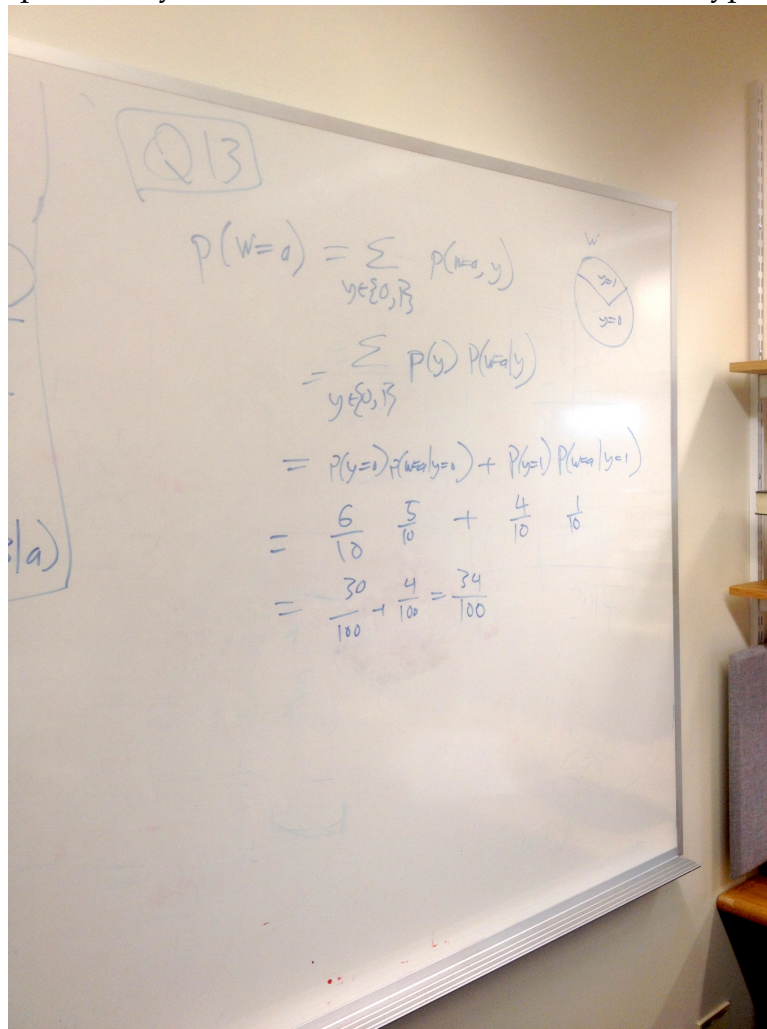 Q13
P(W=a) = Σ P(w=a, y)
y∈{0,1}
W
y=1
y=0
= Σ P(y) P(w=a|y)
y∈{0,1}
= P(y=0) P(w=a|y=0) + P(y=1) P(w=a|y=1)
= 6/10 5/10 + 4/10 1/10
= 30/100 + 4/100 = 34/100
|a)